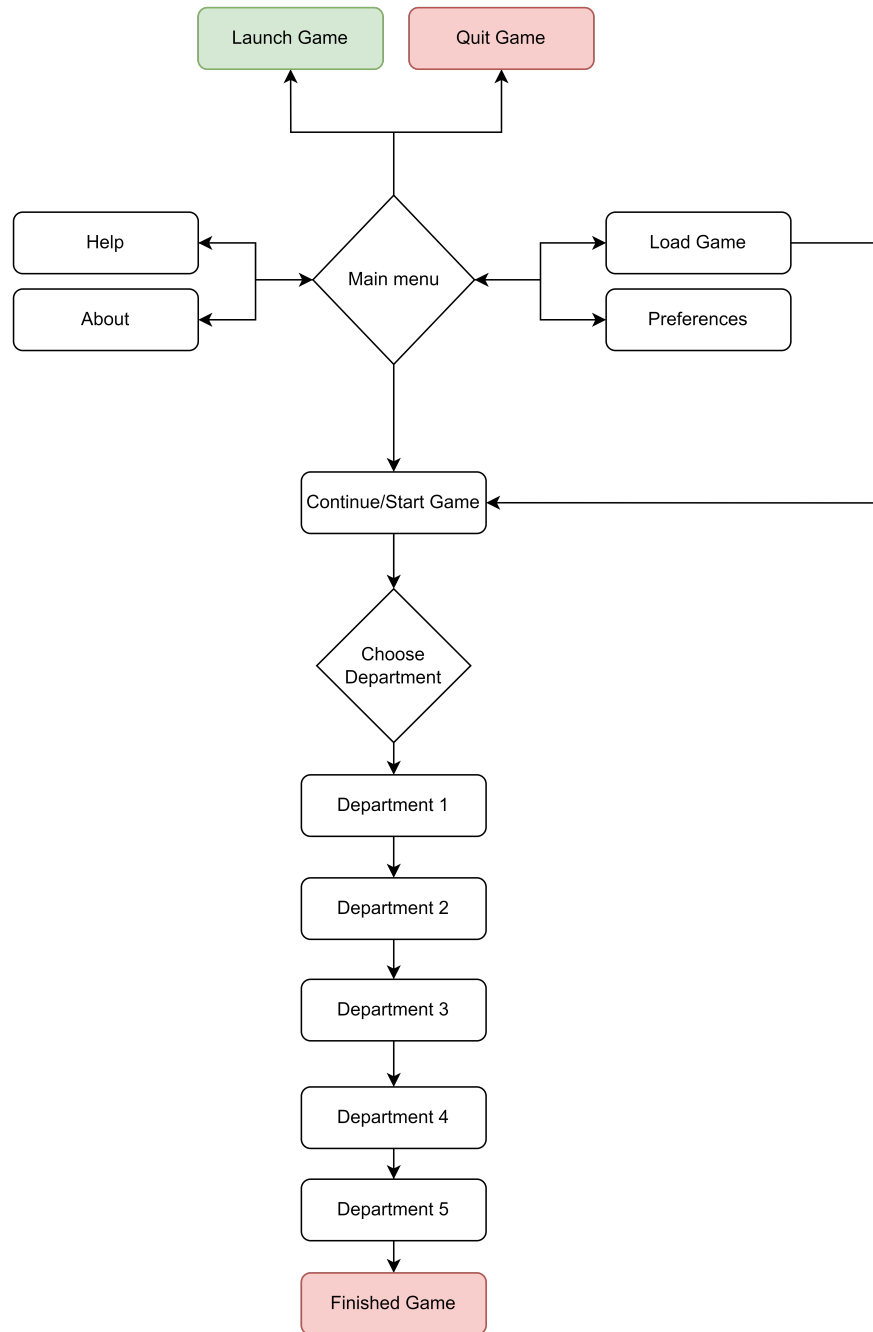 Launch Game
Quit Game
Help
About
Main menu
Load Game
Preferences
Continue/Start Game
Choose
Department
Department 1
Department 2
Department 3
Department 4
Department 5
Finished Game